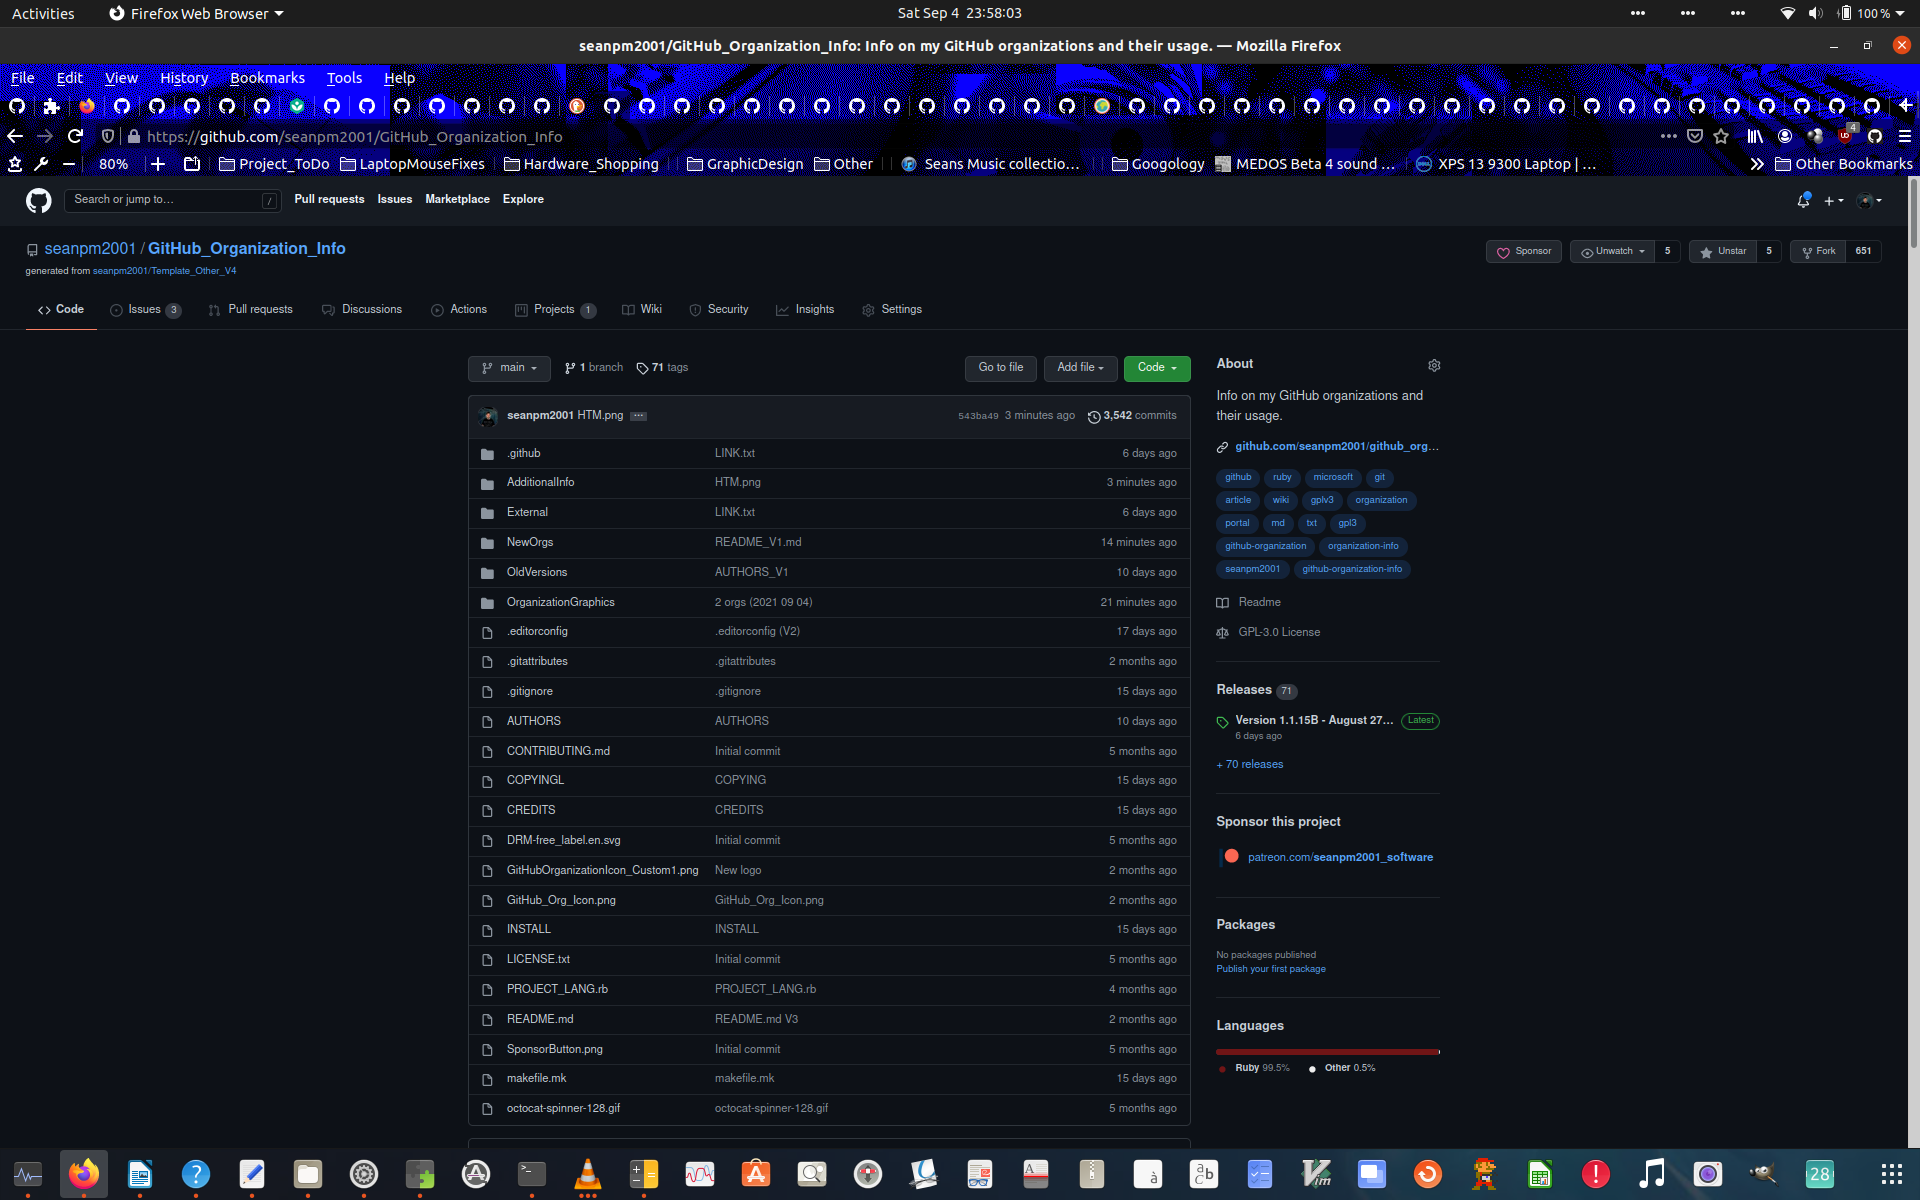 Activities
Firefox Web Browser
Sat Sep 4 23:58:03
100 %
seanpm2001/GitHub_Organization_Info: Info on my GitHub organizations and their usage. — Mozilla Firefox
File Edit View History Bookmarks Tools Help
https://github.com/seanpm2001/GitHub_Organization_Info
4
80%
Project_ToDo
LaptopMouseFixes
Hardware_Shopping
GraphicDesign
Other
Seans Music collectio…
Googology
MEDOS Beta 4 sound …
XPS 13 9300 Laptop | …
Other Bookmarks
Search or jump to…
/
Pull requests Issues Marketplace Explore
seanpm2001 / GitHub_Organization_Info
generated from seanpm2001/Template_Other_V4
Sponsor
Unwatch 5
Unstar 5
Fork 651
Code
Issues 3
Pull requests
Discussions
Actions
Projects 1
Wiki
Security
Insights
Settings
main
1 branch
71 tags
Go to file
Add file
Code
seanpm2001 HTM.png
543ba49 3 minutes ago
3,542 commits
.github LINK.txt 6 days ago
AdditionalInfo HTM.png 3 minutes ago
External LINK.txt 6 days ago
NewOrgs README_V1.md 14 minutes ago
OldVersions AUTHORS_V1 10 days ago
OrganizationGraphics 2 orgs (2021 09 04) 21 minutes ago
.editorconfig .editorconfig (V2) 17 days ago
.gitattributes .gitattributes 2 months ago
.gitignore .gitignore 15 days ago
AUTHORS AUTHORS 10 days ago
CONTRIBUTING.md Initial commit 5 months ago
COPYINGL COPYING 15 days ago
CREDITS CREDITS 15 days ago
DRM-free_label.en.svg Initial commit 5 months ago
GitHubOrganizationIcon_Custom1.png New logo 2 months ago
GitHub_Org_Icon.png GitHub_Org_Icon.png 2 months ago
INSTALL INSTALL 15 days ago
LICENSE.txt Initial commit 5 months ago
PROJECT_LANG.rb PROJECT_LANG.rb 4 months ago
README.md README.md V3 2 months ago
SponsorButton.png Initial commit 5 months ago
makefile.mk makefile.mk 15 days ago
octocat-spinner-128.gif octocat-spinner-128.gif 5 months ago
About
Info on my GitHub organizations and
their usage.
github.com/seanpm2001/github_org…
github ruby microsoft git
article wiki gplv3 organization
portal md txt gpl3
github-organization organization-info
seanpm2001 github-organization-info
Readme
GPL-3.0 License
Releases 71
Version 1.1.15B - August 27… Latest
6 days ago
+ 70 releases
Sponsor this project
patreon.com/seanpm2001_software
Packages
No packages published
Publish your first package
Languages
Ruby 99.5%
Other 0.5%
28